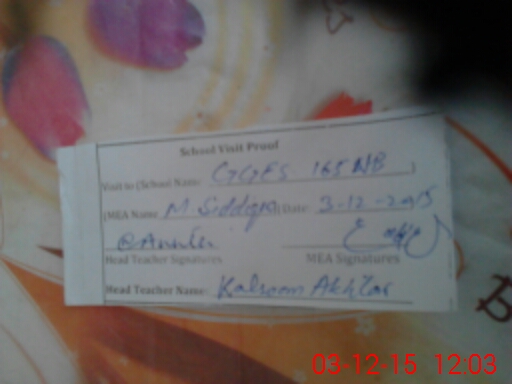 School Visit Proof
Visit to (School Name GGES 165 NB )
(MEA Name M. Siddique (Date: 3-12-2015
Head Teacher Signatures MEA Signatures
Head Teacher Name: Kalsoom Akhtar
03-12-15 12:03